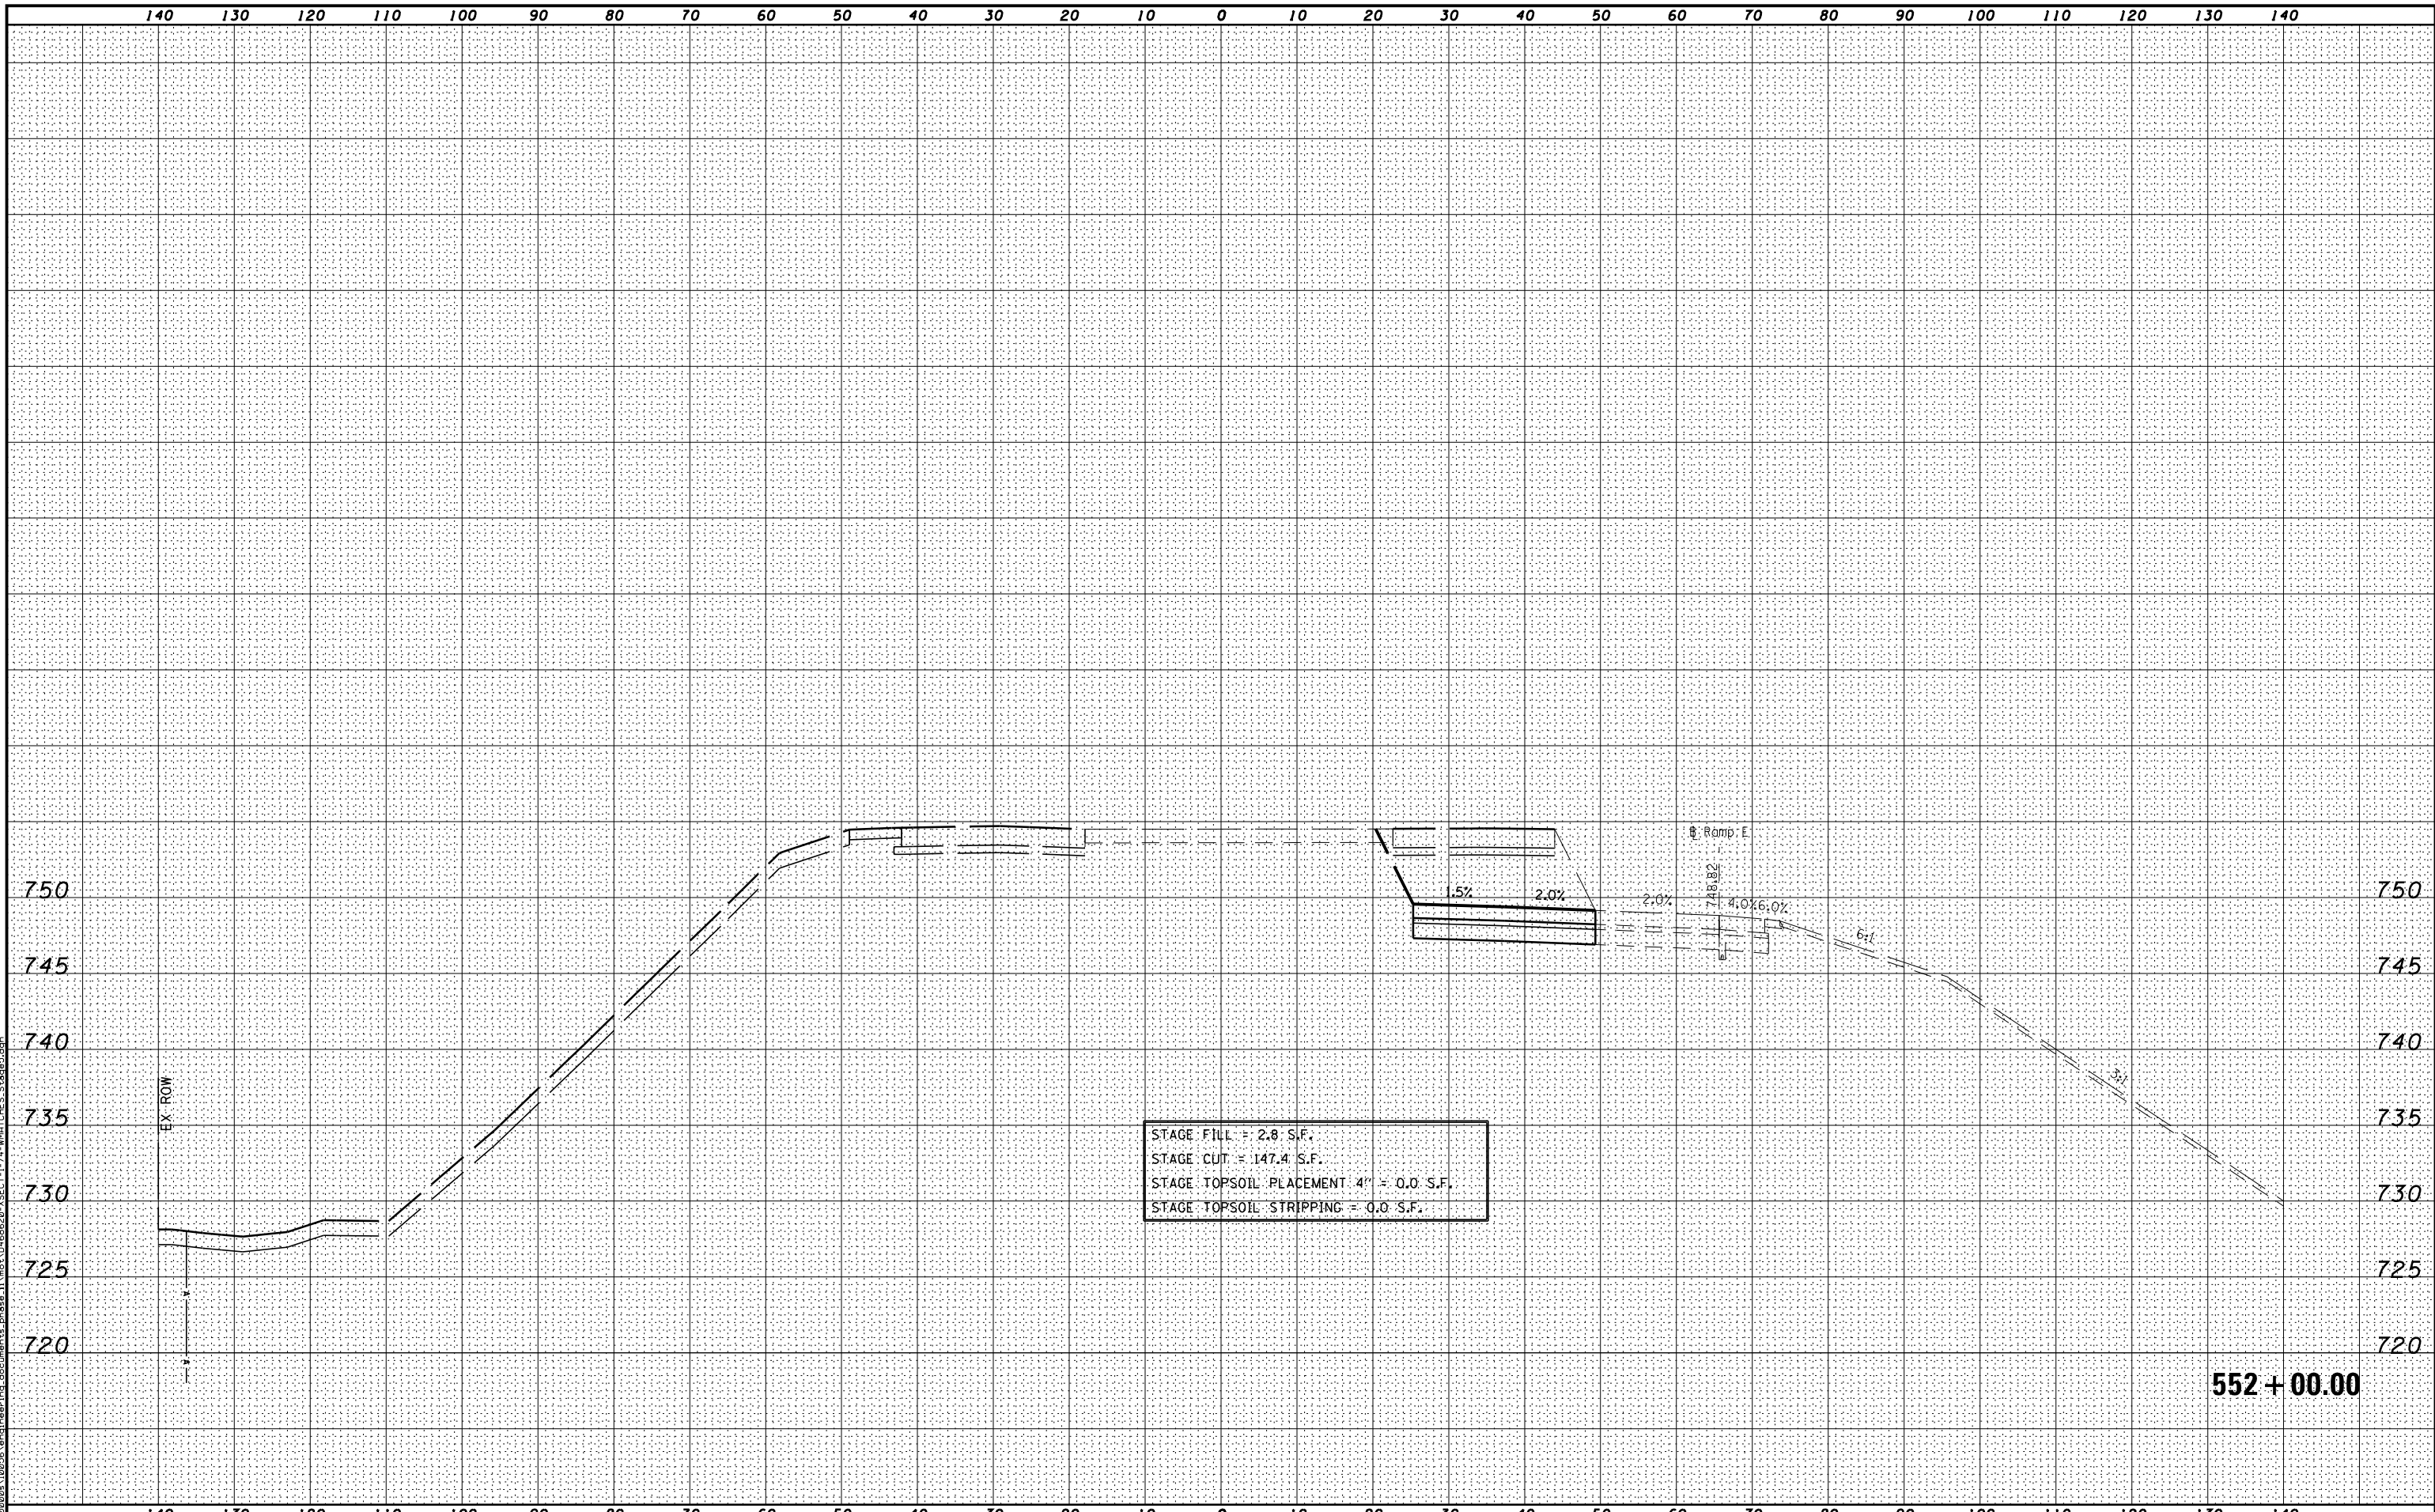 140 130 120 110 100 90 80 70 60 50 40 30 20 10 0 10 20 30 40 50 60 70 80 90 100 110 120 130 140
℄ Ramp E
748.82
1.5% 2.0% 2.0% 4.0% 6.0%
6:1
3:1
750 750
745 745
740 740
EX ROW
735 735
STAGE FILL = 2.8 S.F.
STAGE CUT = 147.4 S.F.
STAGE TOPSOIL PLACEMENT 4" = 0.0 S.F.
STAGE TOPSOIL STRIPPING = 0.0 S.F.
730 730
725 725
A
720 720
A
552+00.00